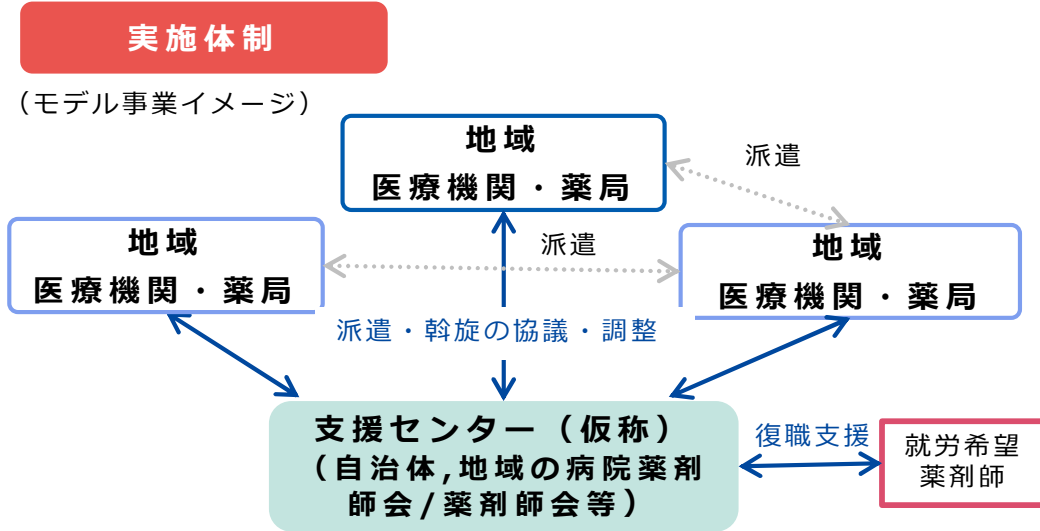 実施体制
（モデル事業イメージ）
地域
医療機関・薬局
派遣
地域
医療機関・薬局
派遣
地域
医療機関・薬局
派遣・斡旋の協議・調整
支援センター（仮称）
（自治体,地域の病院薬剤
師会/薬剤師会等）
復職支援
就労希望
薬剤師